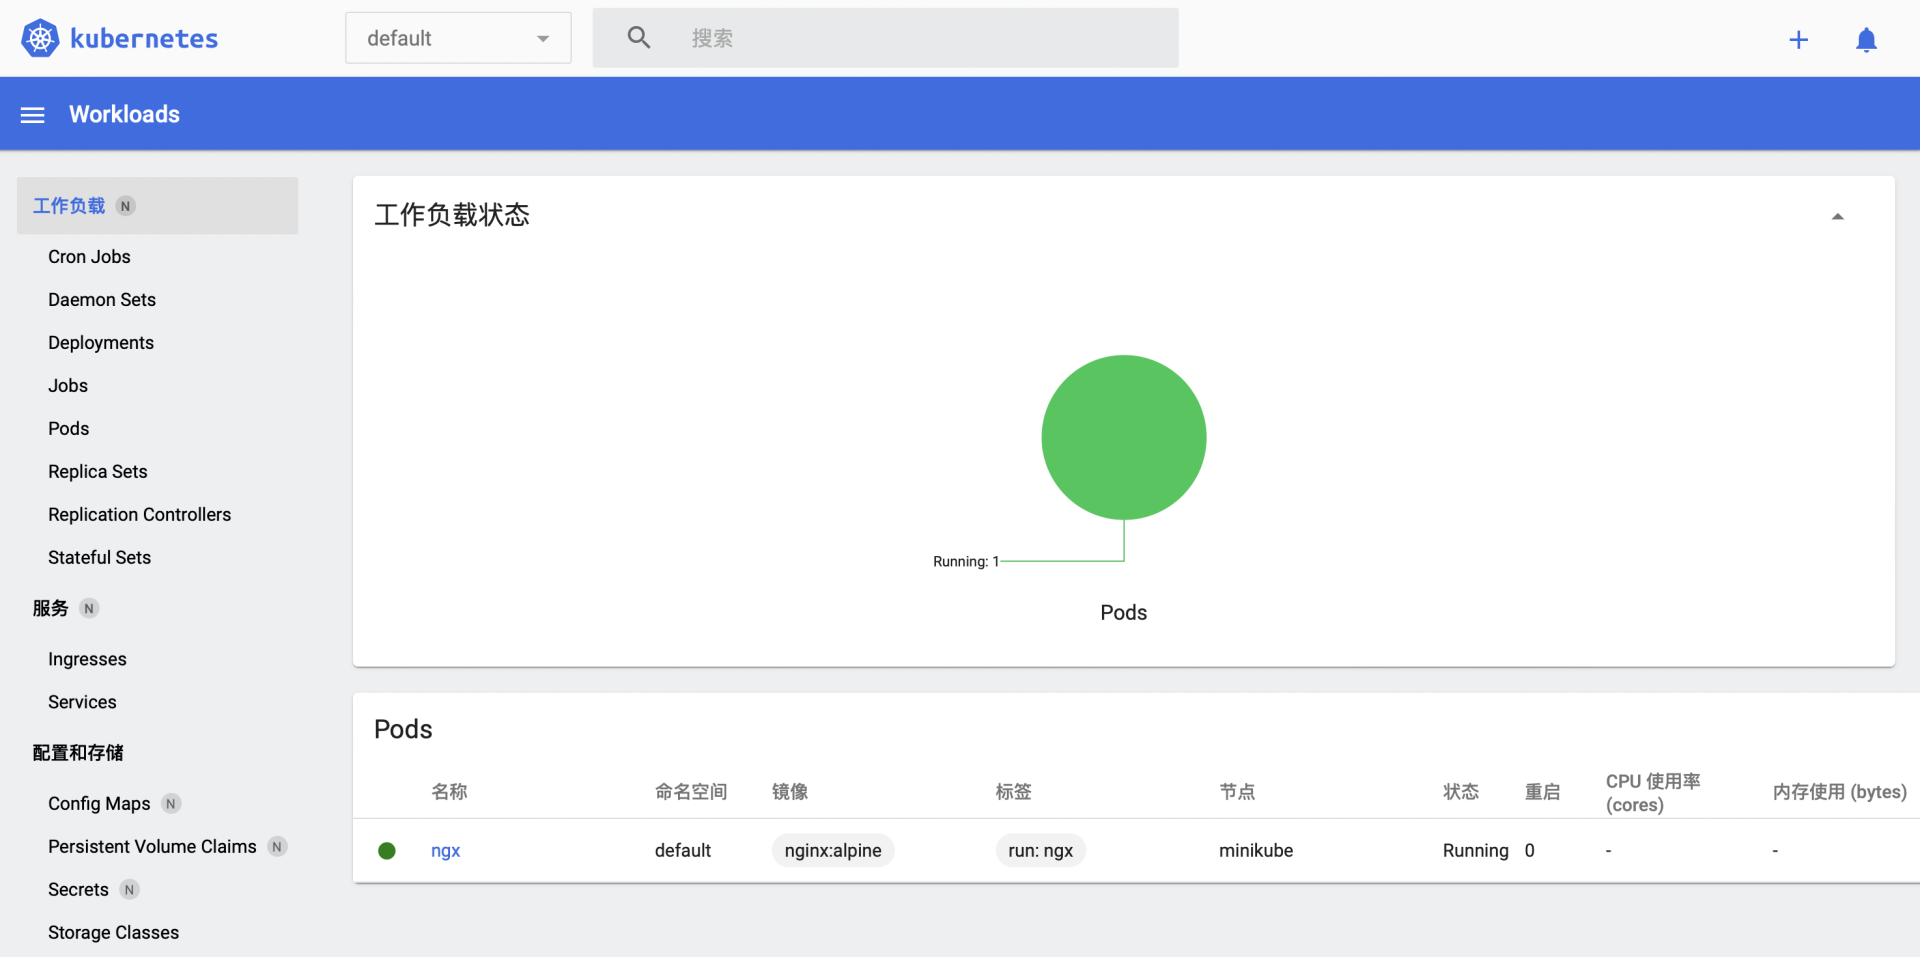 kubernetes
default
搜索
Workloads
工作负载 N
Cron Jobs
Daemon Sets
Deployments
Jobs
Pods
Replica Sets
Replication Controllers
Stateful Sets
服务 N
Ingresses
Services
配置和存储
Config Maps N
Persistent Volume Claims N
Secrets N
Storage Classes
工作负载状态
Running: 1
Pods
Pods
名称 命名空间 镜像 标签 节点 状态 重启 CPU 使用率 (cores) 内存使用 (bytes)
ngx default nginx:alpine run: ngx minikube Running 0 - -